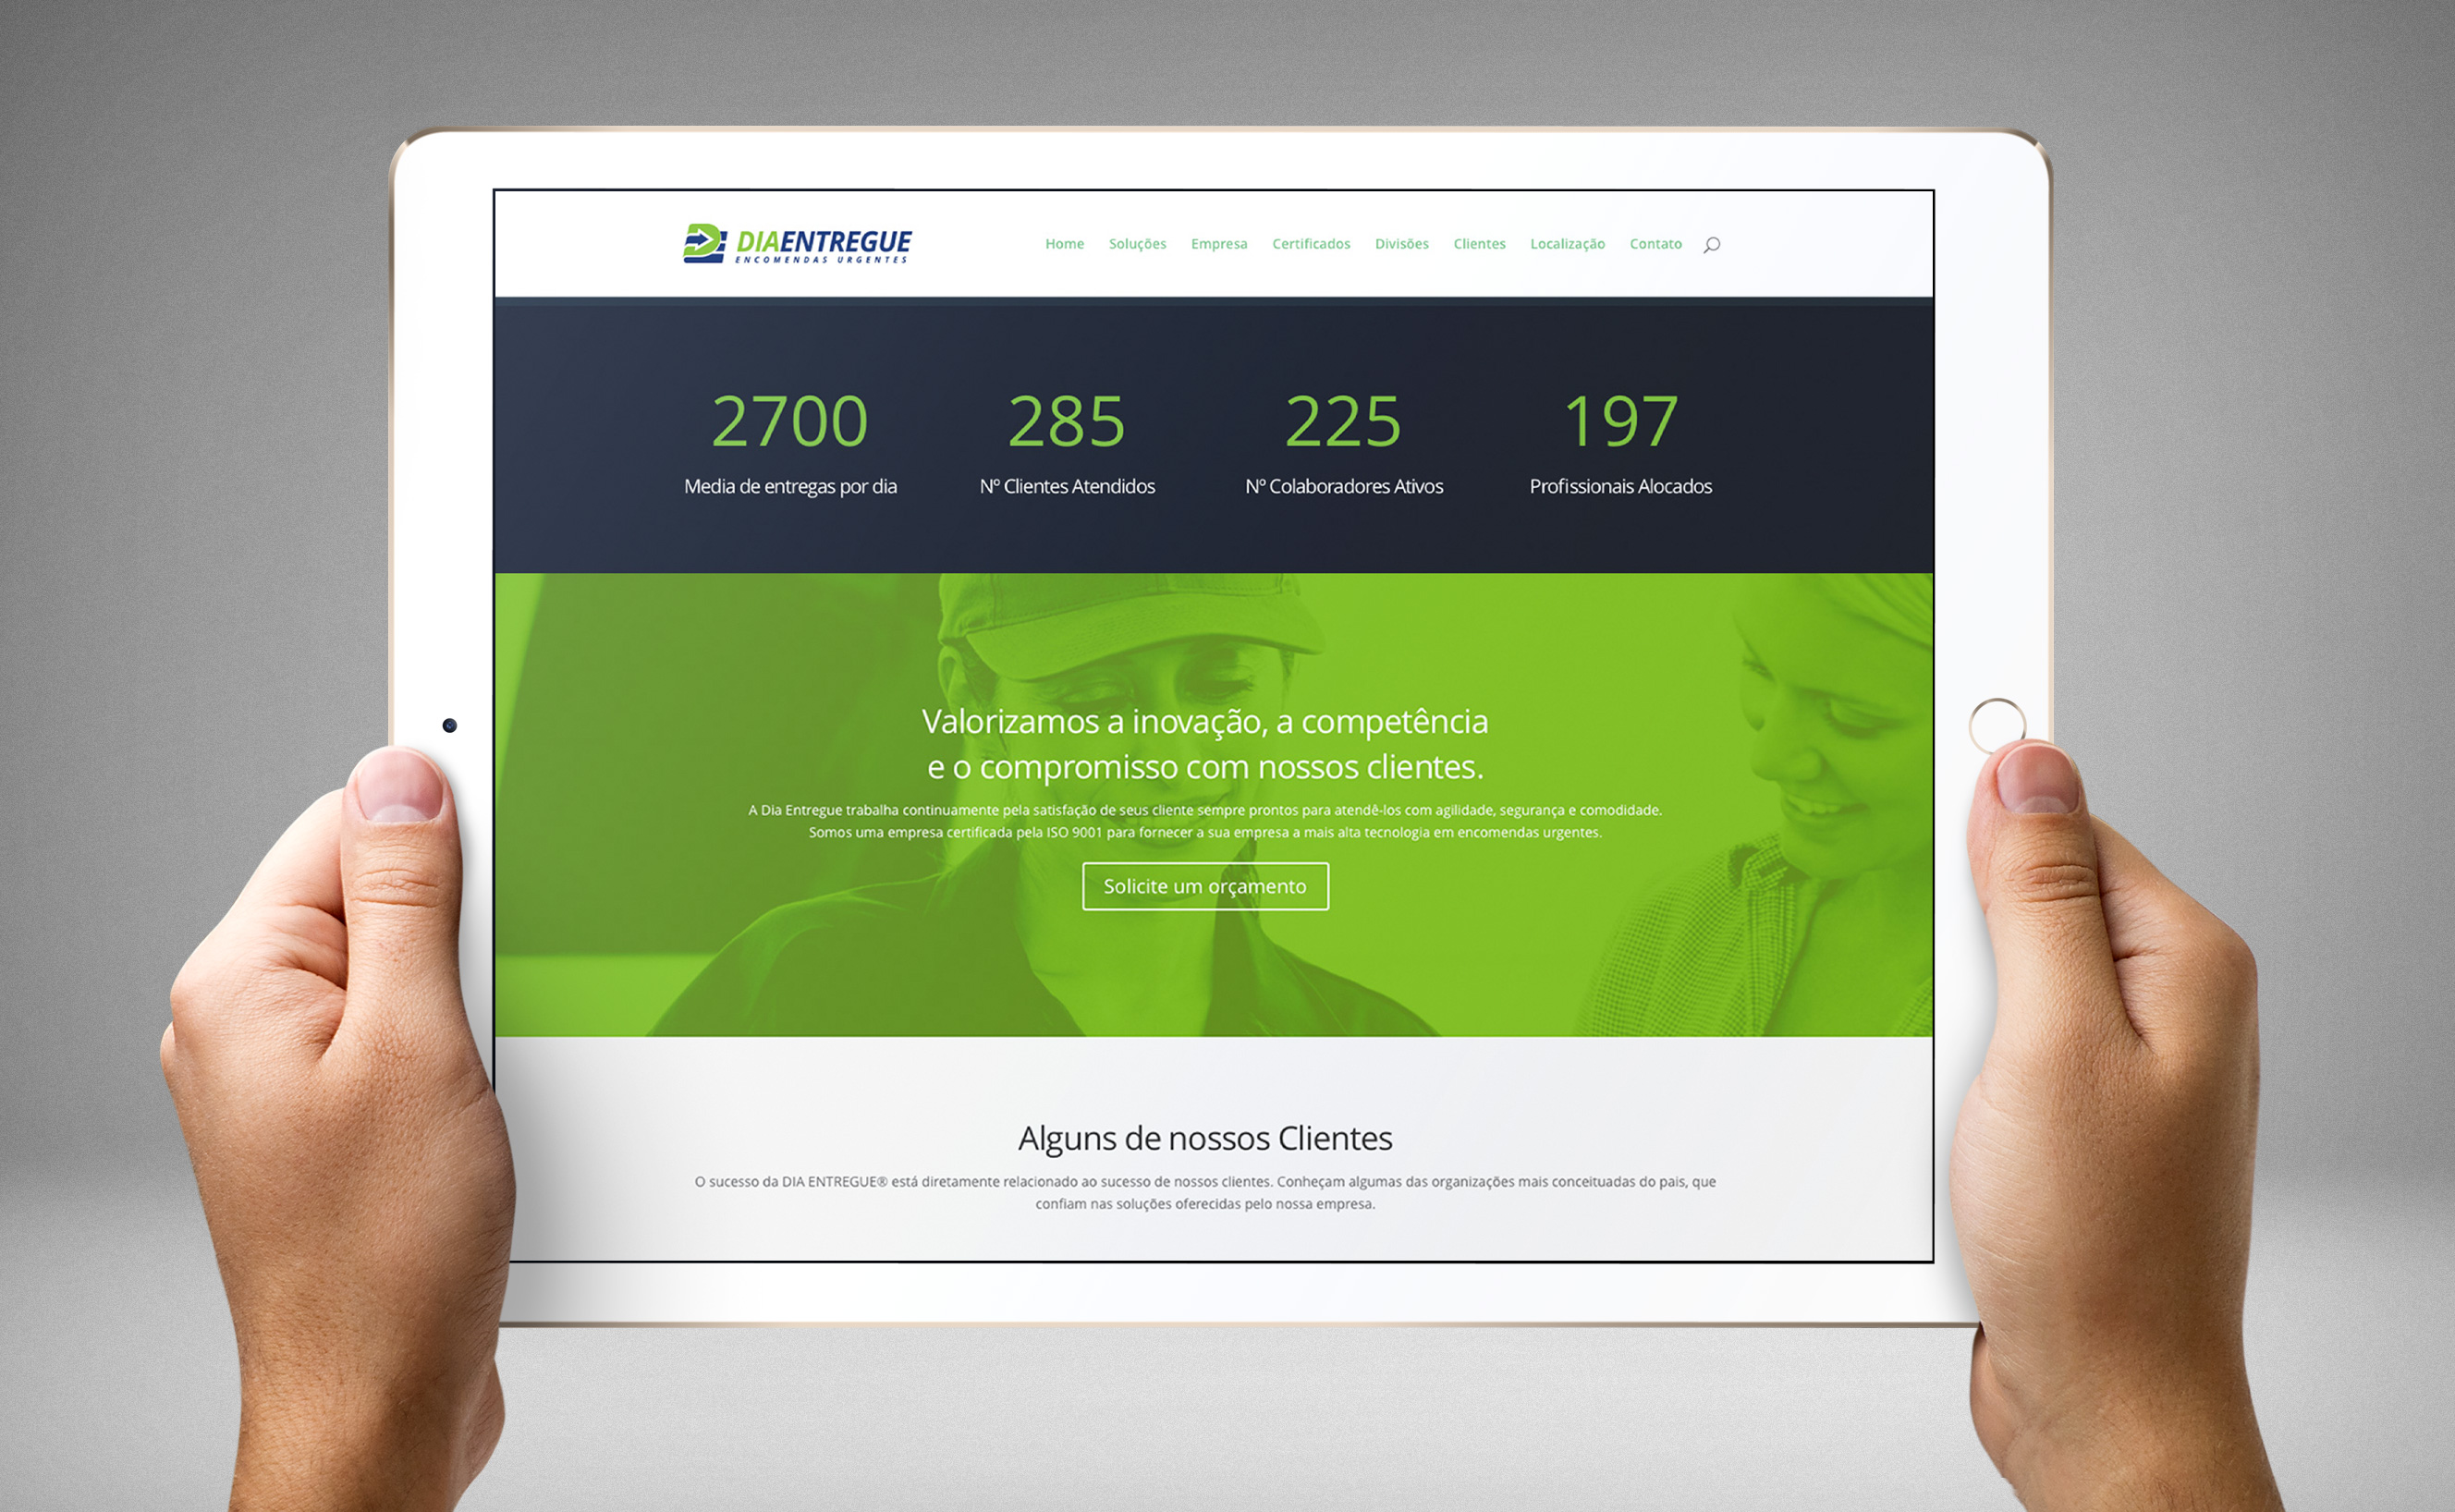 DIAENTREGUE
ENCOMENDAS URGENTES
Home Soluções Empresa Certificados Divisões Clientes Localização Contato
2700 285 225 197
Media de entregas por dia Nº Clientes Atendidos Nº Colaboradores Ativos Profissionais Alocados
Valorizamos a inovação, a competência
e o compromisso com nossos clientes.
A Dia Entregue trabalha continuamente pela satisfação de seus cliente sempre prontos para atendê-los com agilidade, segurança e comodidade.
Somos uma empresa certificada pela ISO 9001 para fornecer a sua empresa a mais alta tecnologia em encomendas urgentes.
Solicite um orçamento
Alguns de nossos Clientes
O sucesso da DIA ENTREGUE® está diretamente relacionado ao sucesso de nossos clientes. Conheçam algumas das organizações mais conceituadas do pais, que
confiam nas soluções oferecidas pelo nossa empresa.